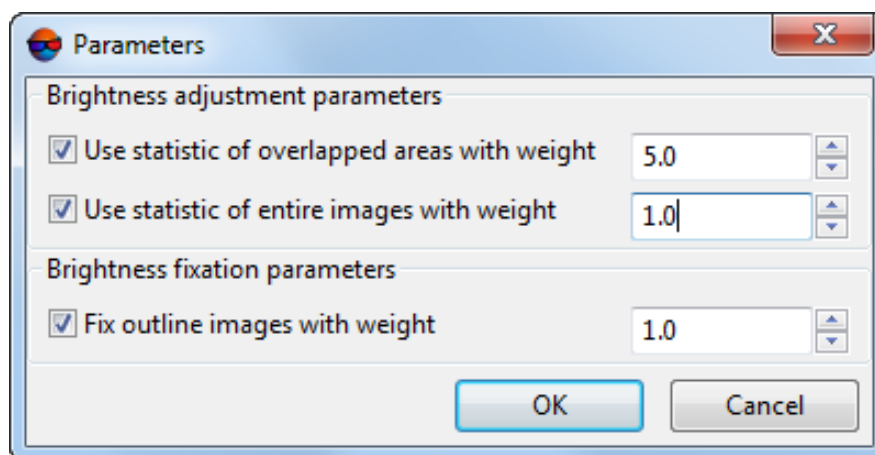 Parameters
Brightness adjustment parameters
Use statistic of overlapped areas with weight 5.0
Use statistic of entire images with weight 1.0
Brightness fixation parameters
Fix outline images with weight 1.0
OK Cancel